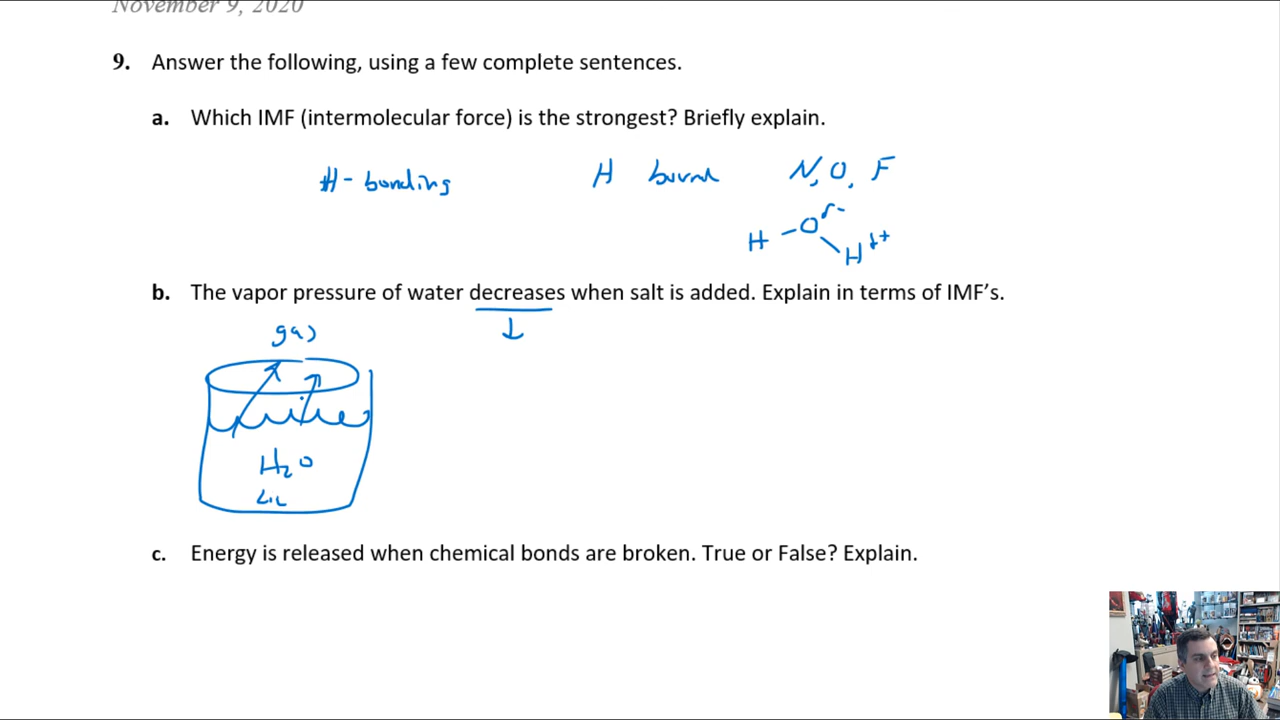 November 9, 2020
9. Answer the following, using a few complete sentences.
a. Which IMF (intermolecular force) is the strongest? Briefly explain.
H - bonding H N, O, F
H - O δ-
H δ+
b. The vapor pressure of water decreases when salt is added. Explain in terms of IMF's.
↓
gas
H₂O
c. Energy is released when chemical bonds are broken. True or False? Explain.